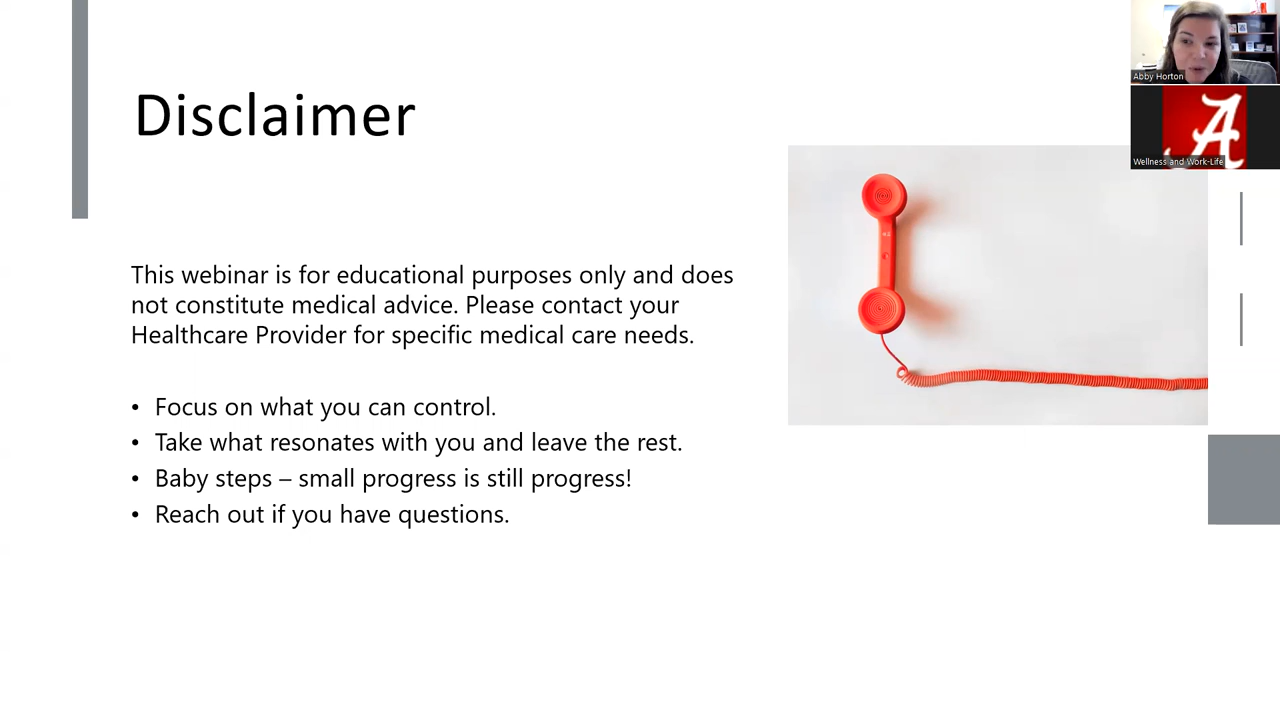 Disclaimer
This webinar is for educational purposes only and does
not constitute medical advice. Please contact your
Healthcare Provider for specific medical care needs.
• Focus on what you can control.
• Take what resonates with you and leave the rest.
• Baby steps – small progress is still progress!
• Reach out if you have questions.
Abby Horton
A
Wellness and Work-Life